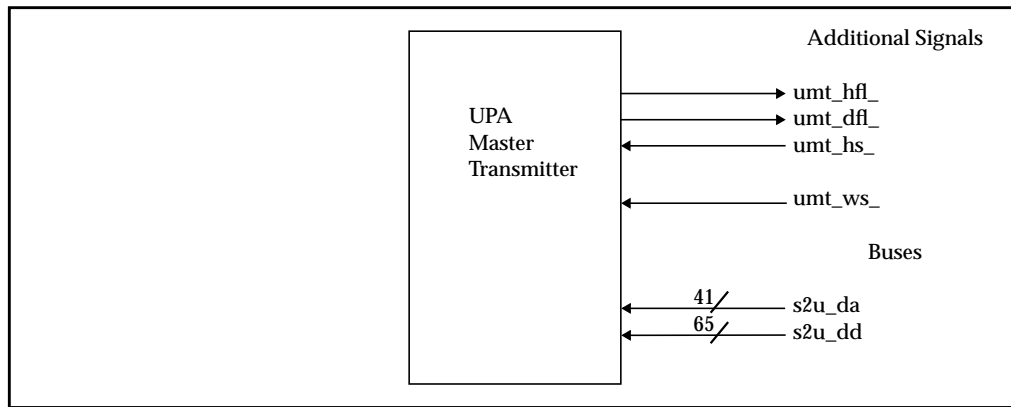 Additional Signals
umt_hfl_
umt_dfl_
umt_hs_
umt_ws_
UPA
Master
Transmitter
Buses
41
s2u_da
65
s2u_dd